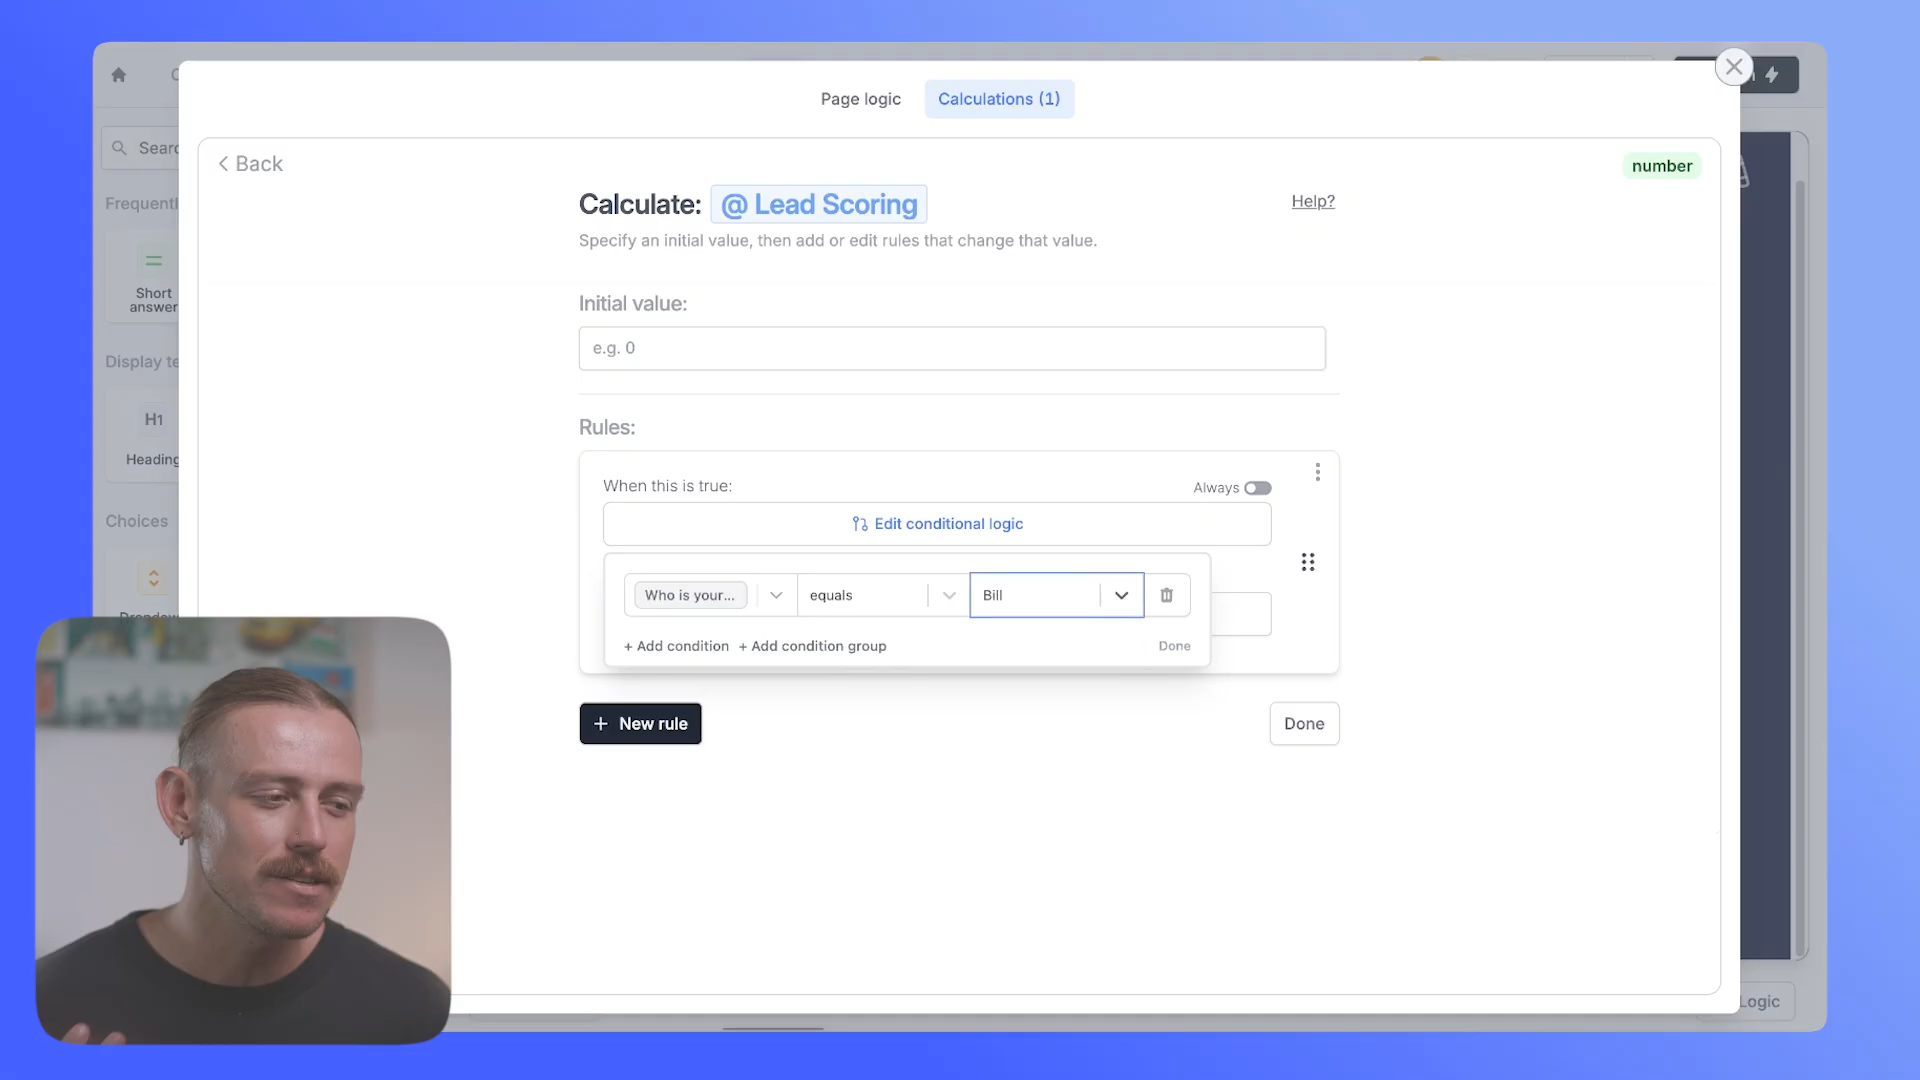 Page logic
Calculations (1)
Searc
Back
number
Calculate: @ Lead Scoring
Help?
Specify an initial value, then add or edit rules that change that value.
Frequentl
Short
answer
Initial value:
e.g. 0
Display te
H1
Heading
Rules:
When this is true:
Always
Edit conditional logic
Choices
Who is your...
equals
Bill
+ Add condition
+ Add condition group
Done
+ New rule
Done
Logic